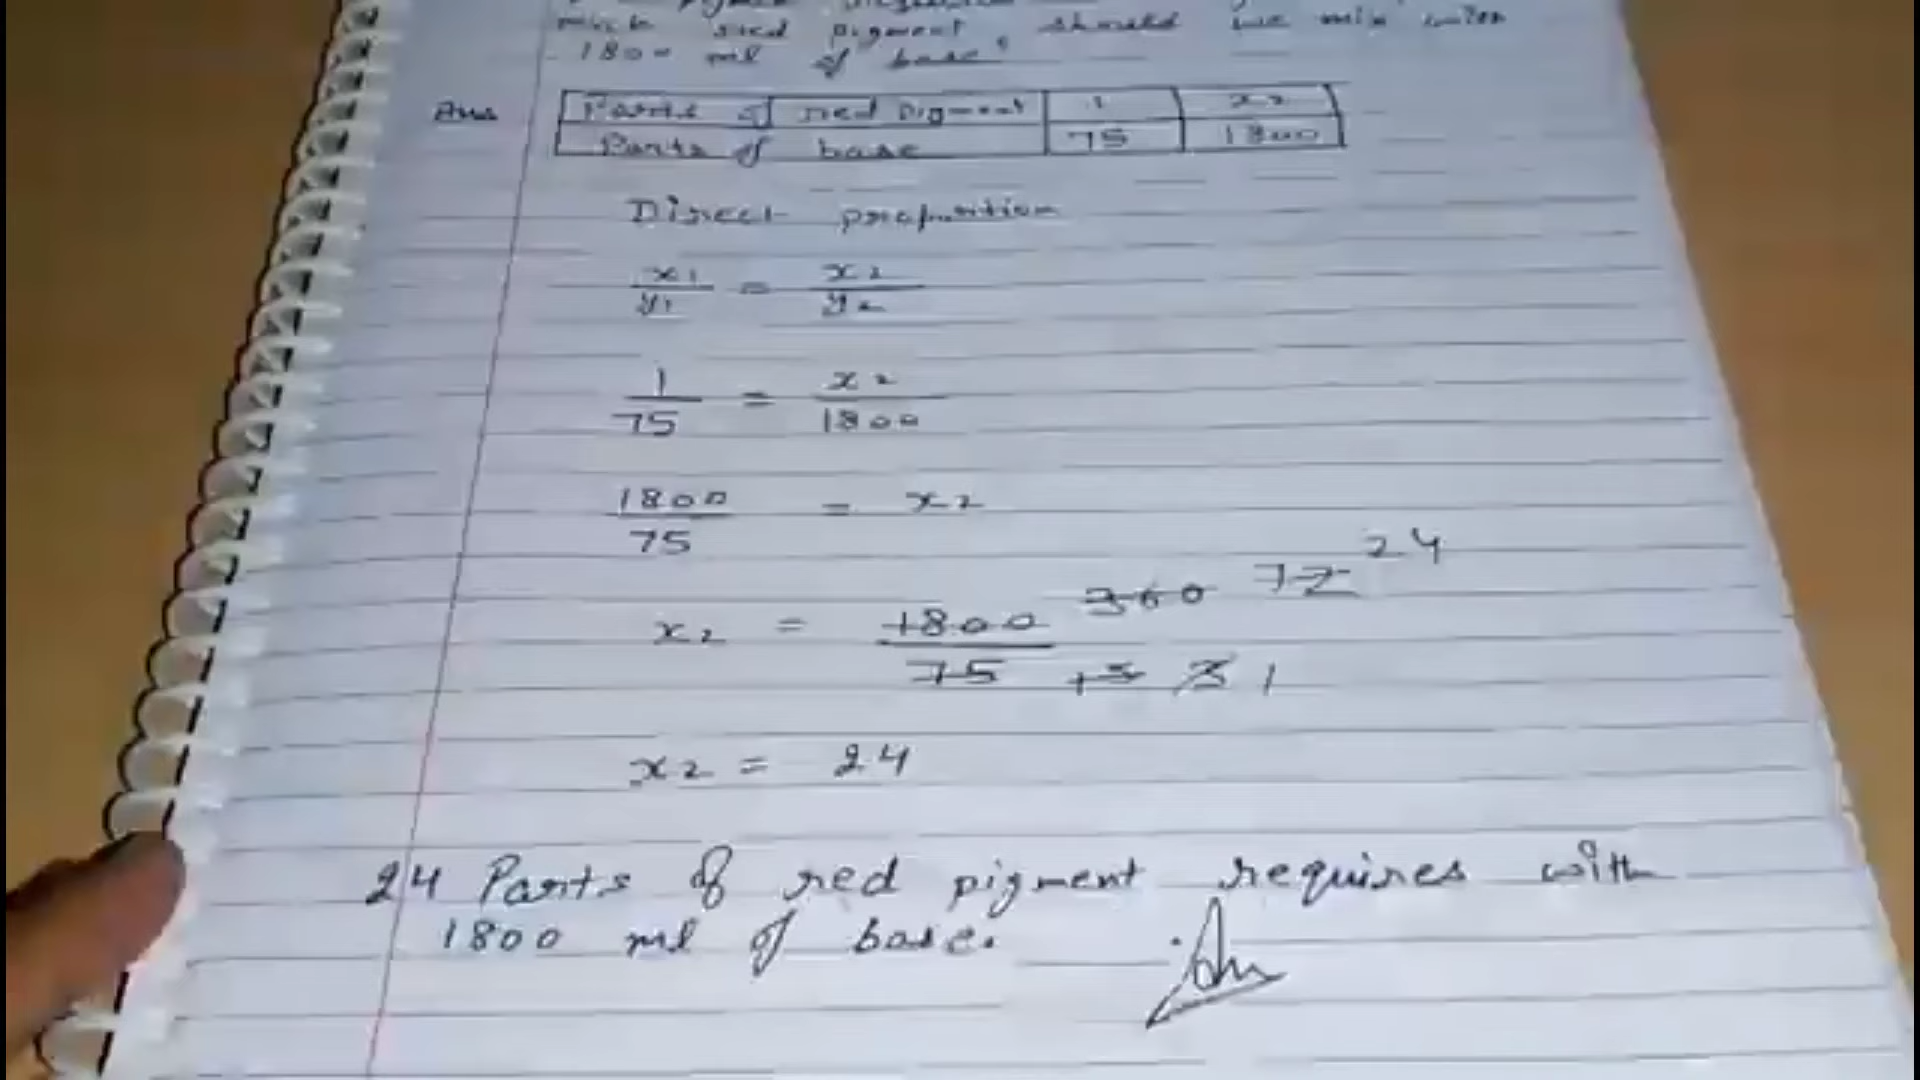 much red pigment should we mix with
1800 ml of base?
Ans Parts of red pigment 1 x2
Parts of base 75 1800
Direct proportion
x1/y1 = x2/y2
1/75 = x2/1800
1800/75 = x2
24
x2 = 1800/75 360 72
15 3 1
x2 = 24
24 Parts of red pigment requires with
1800 ml of base.
Ans